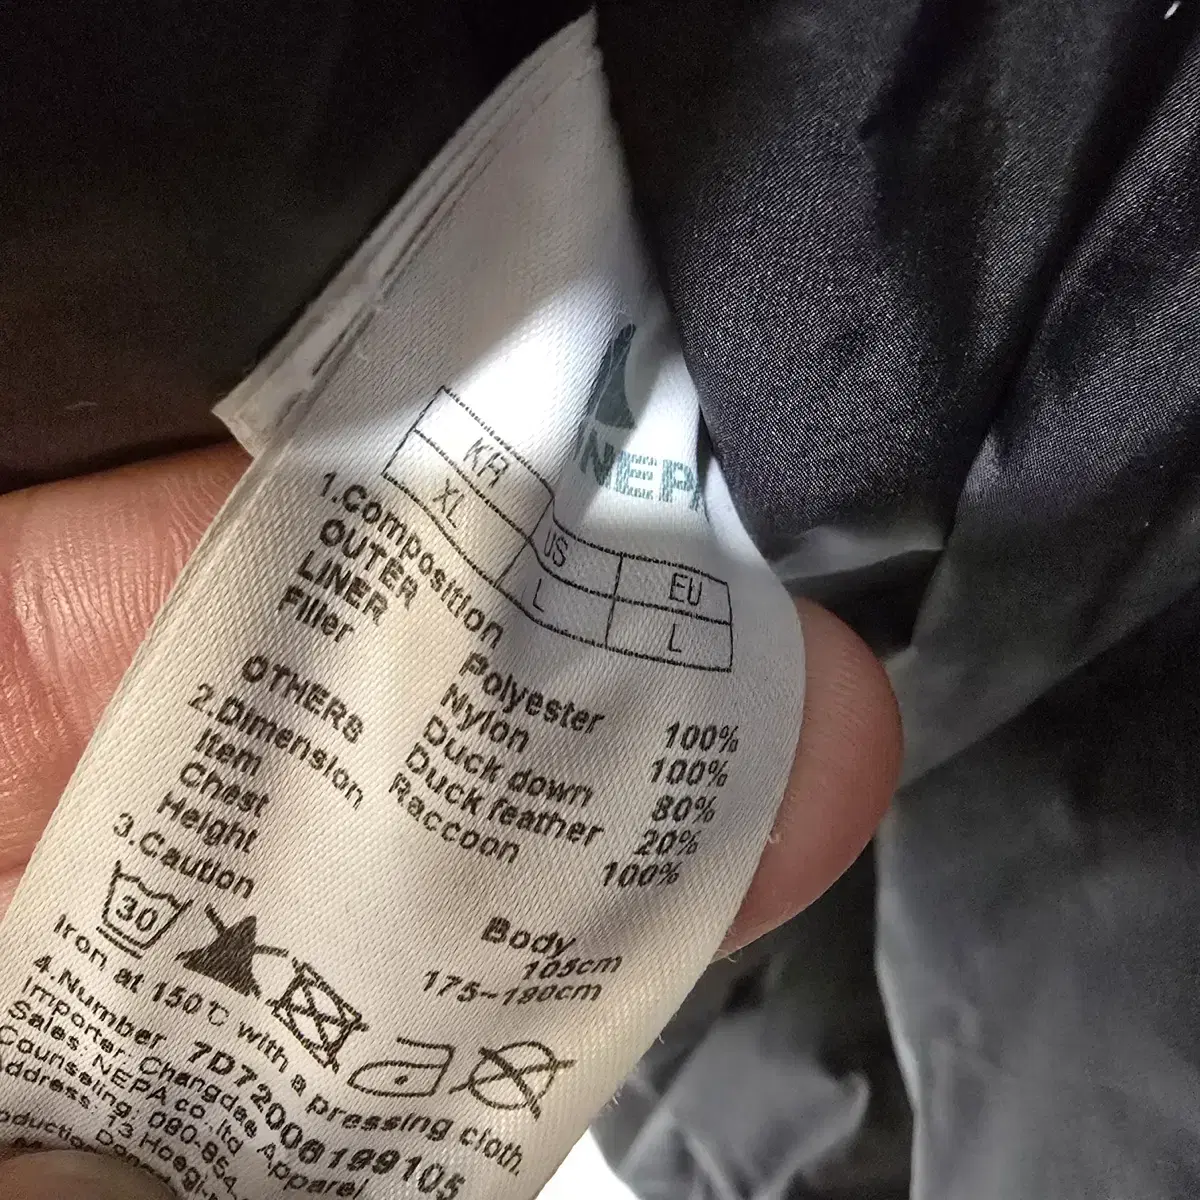 NEPA
KR US EU
XL L L
1.Composition
OUTER Polyester 100%
LINER Nylon 100%
Filler Duck down 80%
Duck feather 20%
OTHERS Raccoon 100%
2.Dimension
Item Body
Chest 105cm
Height 175~190cm
3.Caution
30
Iron at 150℃ with a pressing cloth.
4.Number 7D72006199105
Importer: Changdae Apparel
Sales: NEPA co.,ltd
Counseling: 080-854
Address: 13 Hoegi